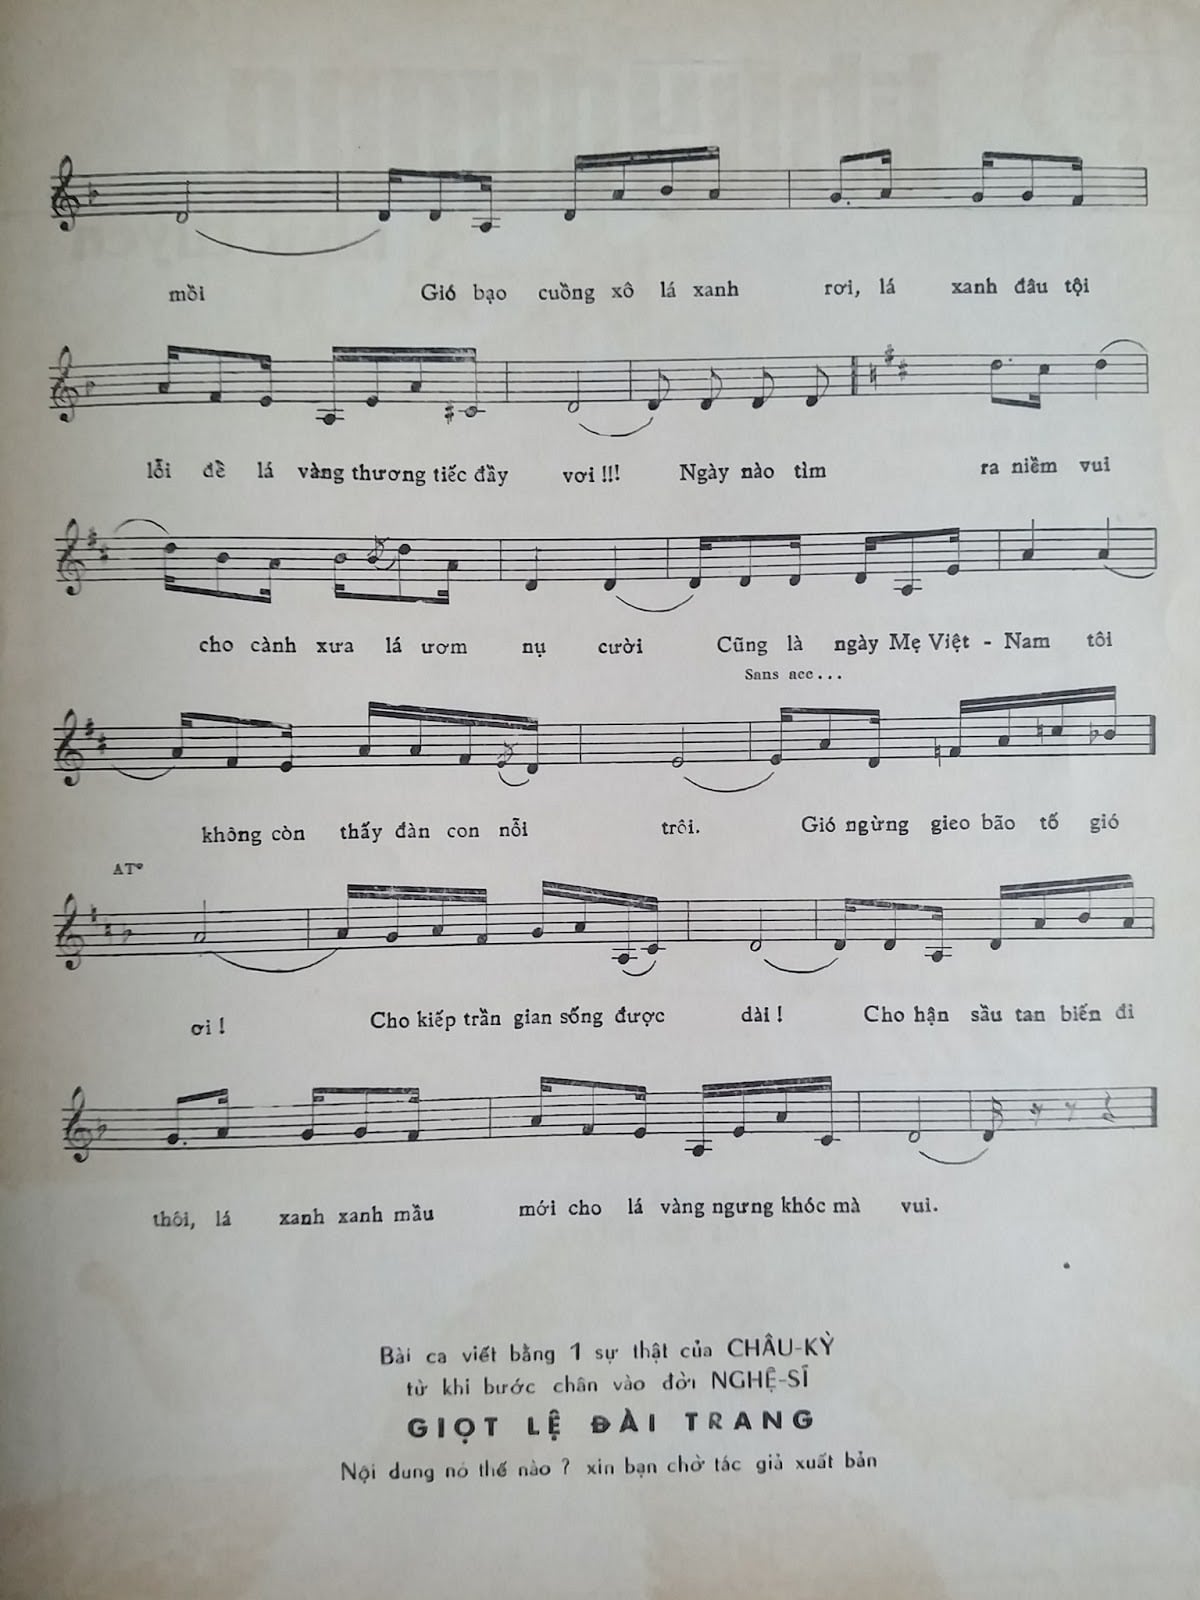 mồi Gió bạo cuồng xô lá xanh rơi, lá xanh đâu tội
lỗi để lá vàng thương tiếc đầy vơi !!! Ngày nào tìm ra niềm vui
cho cành xưa lá ươm nụ cười Cũng là ngày Mẹ Việt - Nam tôi
Sans acc...
không còn thấy đàn con nỗi trôi. Gió ngừng gieo bão tố gió
AT°
ơi ! Cho kiếp trần gian sống được dài ! Cho hận sầu tan biến đi
thôi, lá xanh xanh mầu mới cho lá vàng ngưng khóc mà vui.
Bài ca viết bằng 1 sự thật của CHÂU-KỲ
từ khi bước chân vào đời NGHỆ-SĨ
GIỌT LỆ ĐÀI TRANG
Nội dung nó thế nào ? xin bạn chờ tác giả xuất bản